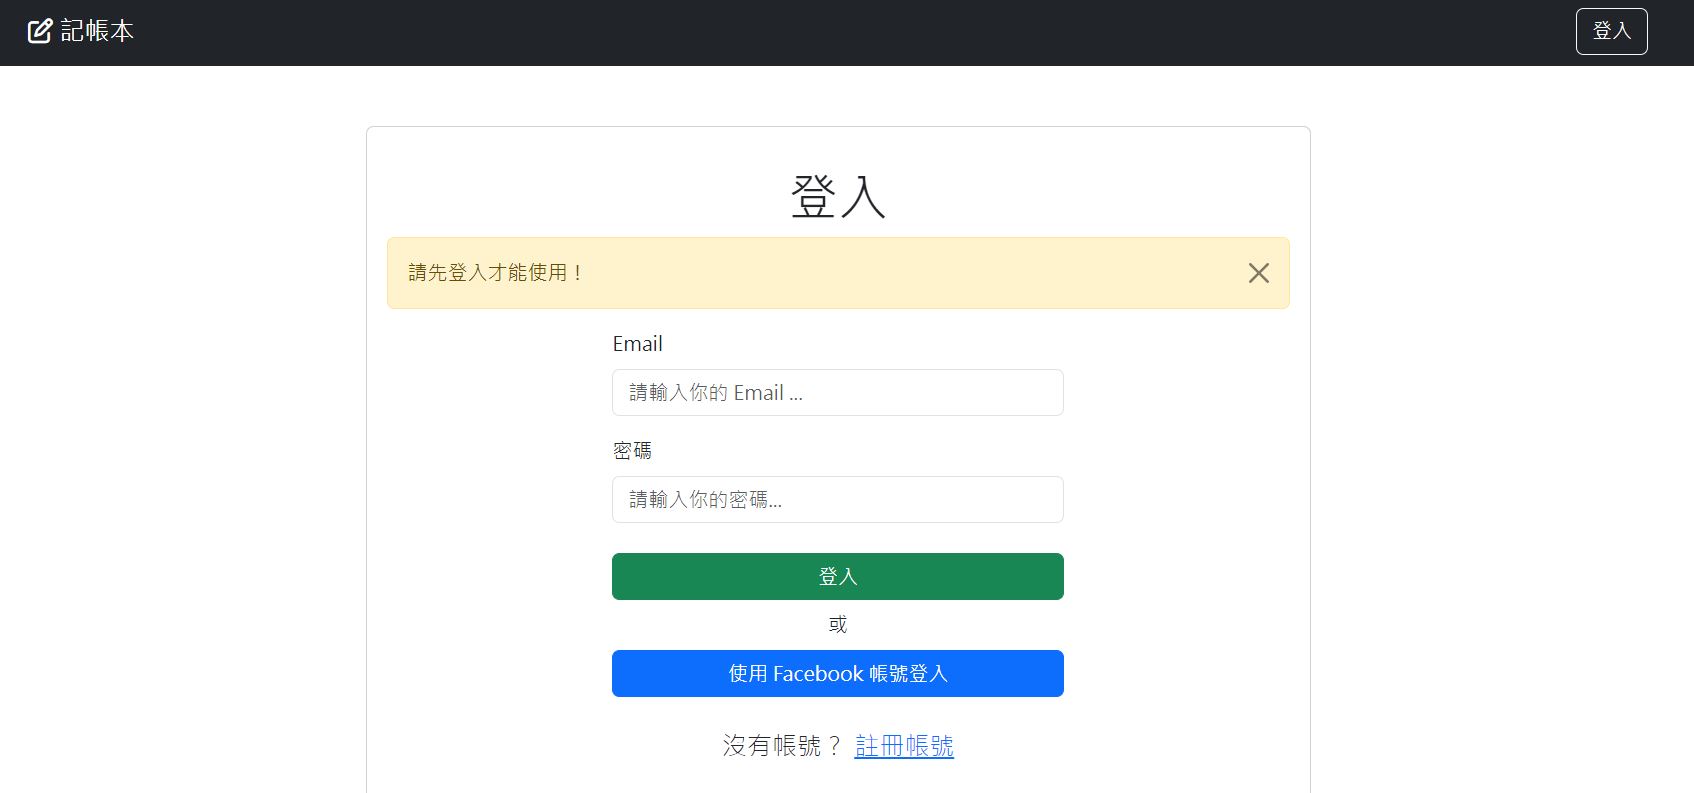 記帳本
登入
登入
請先登入才能使用！
Email
請輸入你的 Email ...
密碼
請輸入你的密碼...
登入
或
使用 Facebook 帳號登入
沒有帳號？ 註冊帳號